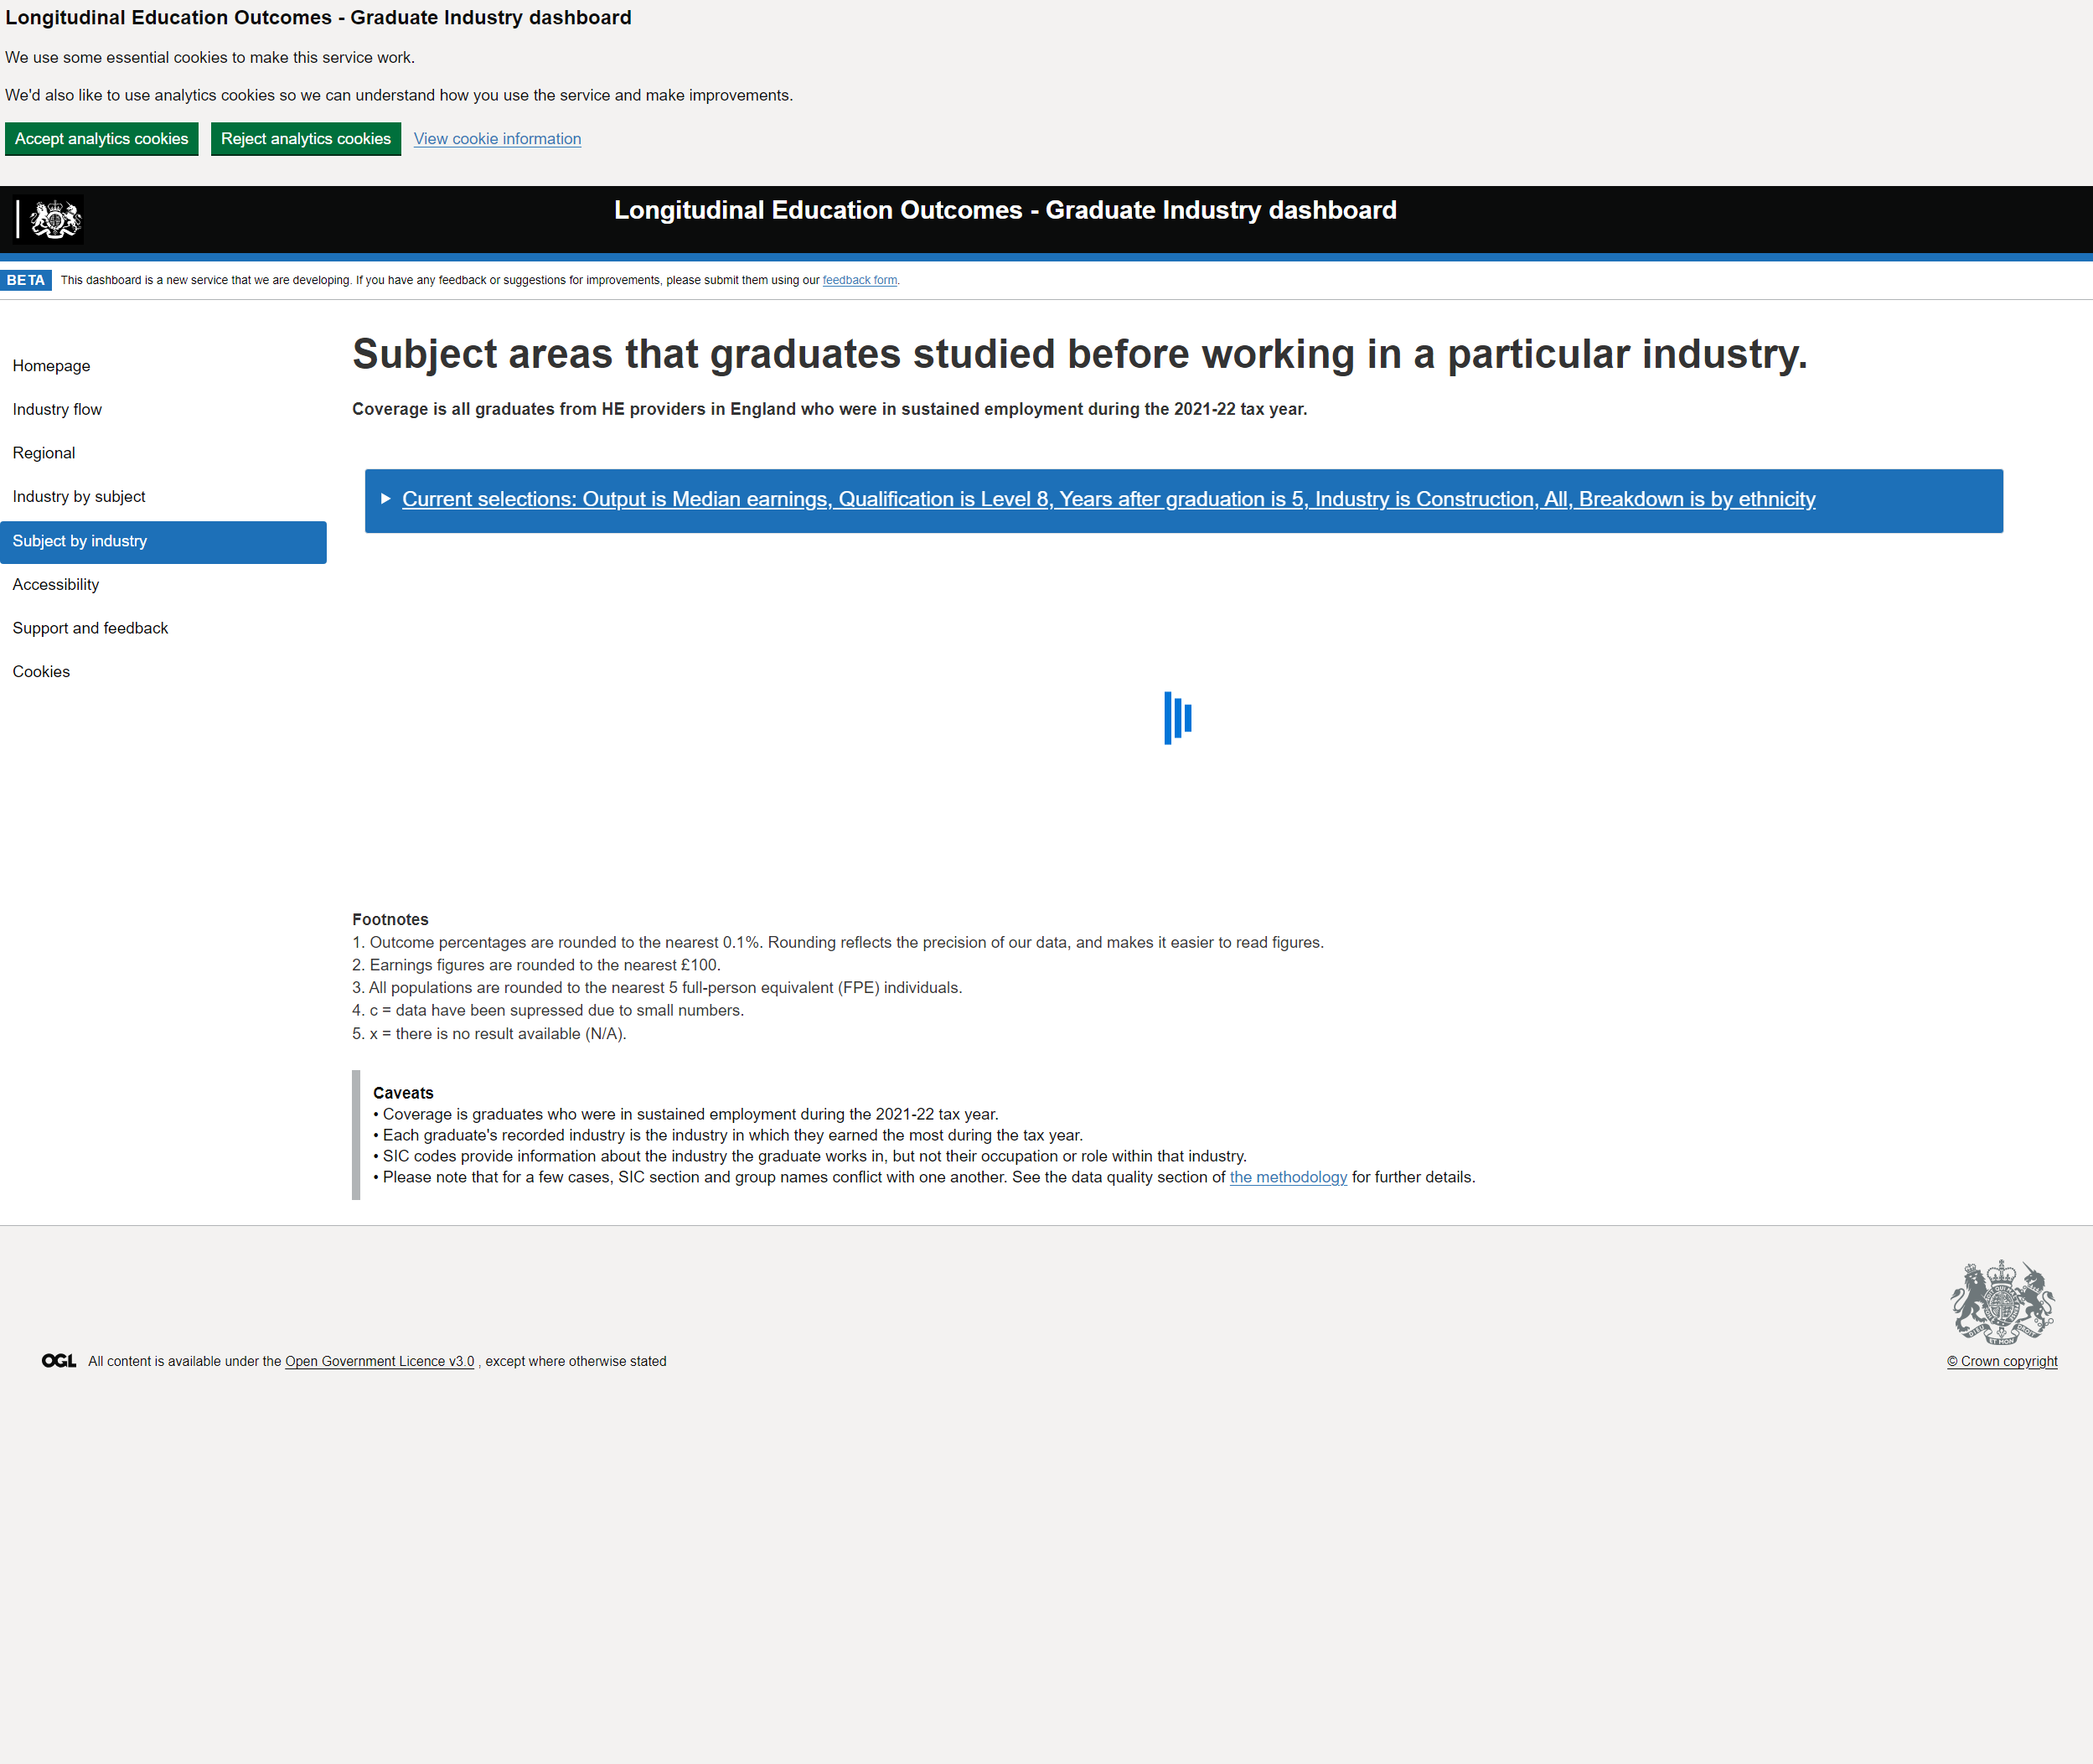 Longitudinal Education Outcomes - Graduate Industry dashboard
We use some essential cookies to make this service work.
We'd also like to use analytics cookies so we can understand how you use the service and make improvements.
Accept analytics cookies Reject analytics cookies View cookie information
Longitudinal Education Outcomes - Graduate Industry dashboard
BETA This dashboard is a new service that we are developing. If you have any feedback or suggestions for improvements, please submit them using our feedback form.
Homepage
Industry flow
Regional
Industry by subject
Subject by industry
Accessibility
Support and feedback
Cookies
Subject areas that graduates studied before working in a particular industry.
Coverage is all graduates from HE providers in England who were in sustained employment during the 2021-22 tax year.
Current selections: Output is Median earnings, Qualification is Level 8, Years after graduation is 5, Industry is Construction, All, Breakdown is by ethnicity
Footnotes
1. Outcome percentages are rounded to the nearest 0.1%. Rounding reflects the precision of our data, and makes it easier to read figures.
2. Earnings figures are rounded to the nearest £100.
3. All populations are rounded to the nearest 5 full-person equivalent (FPE) individuals.
4. c = data have been supressed due to small numbers.
5. x = there is no result available (N/A).
Caveats
• Coverage is graduates who were in sustained employment during the 2021-22 tax year.
• Each graduate's recorded industry is the industry in which they earned the most during the tax year.
• SIC codes provide information about the industry the graduate works in, but not their occupation or role within that industry.
• Please note that for a few cases, SIC section and group names conflict with one another. See the data quality section of the methodology for further details.
OGL All content is available under the Open Government Licence v3.0 , except where otherwise stated
© Crown copyright